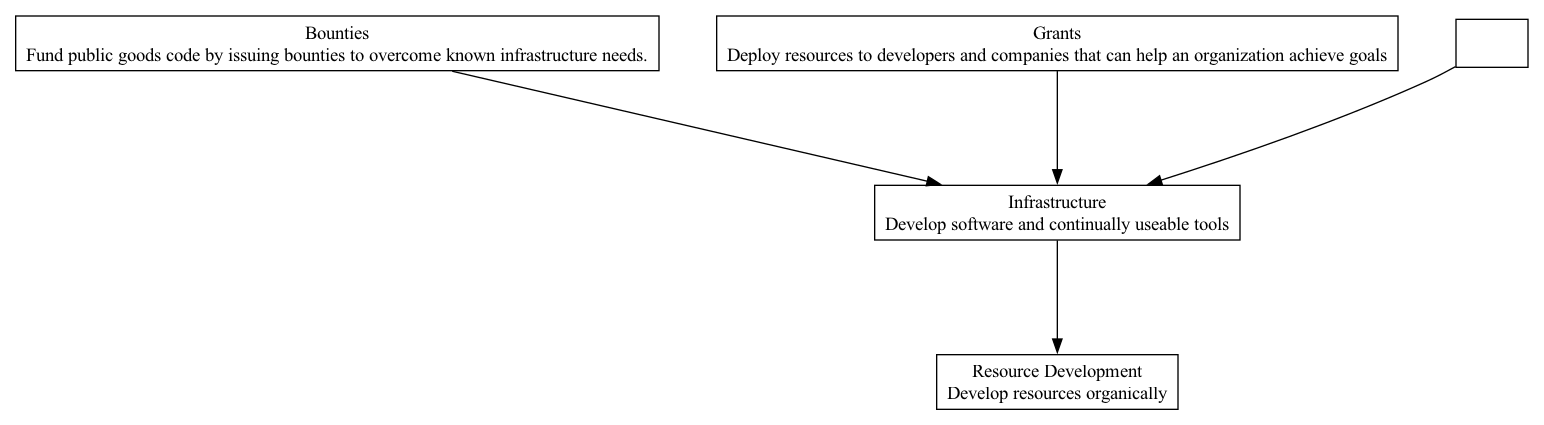 Bounties
Fund public goods code by issuing bounties to overcome known infrastructure needs.
Grants
Deploy resources to developers and companies that can help an organization achieve goals
Infrastructure
Develop software and continually useable tools
Resource Development
Develop resources organically